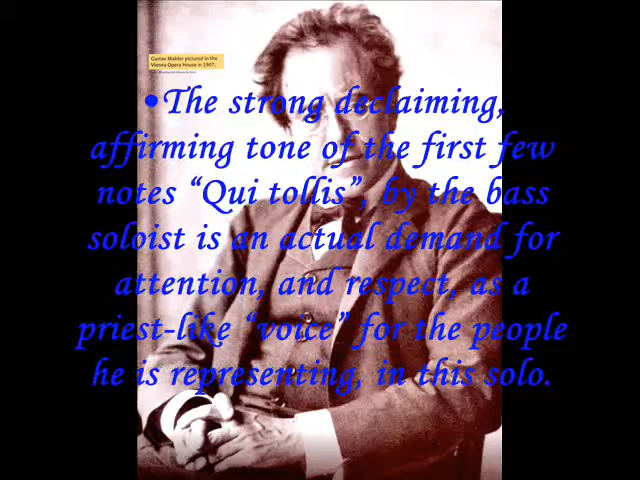 Gustav Mahler pictured in the
Vienna Opera House in 1907.
•The strong declaiming,
affirming tone of the first few
notes “Qui tollis”, by the bass
soloist is an actual demand for
attention, and respect, as a
priest-like “voice” for the people
he is representing, in this solo.